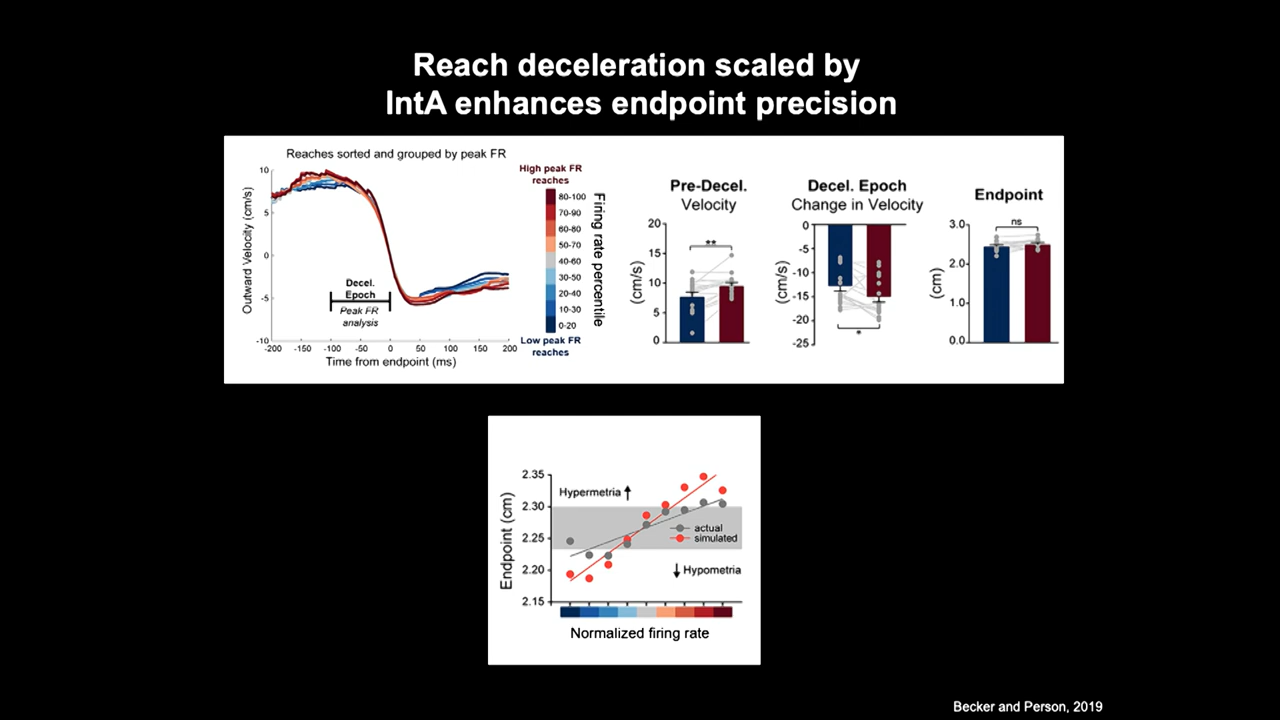 Reach deceleration scaled by
IntA enhances endpoint precision
Reaches sorted and grouped by peak FR
10
5
0
-5
-10
Outward Velocity (cm/s)
Decel.
Epoch
Peak FR
analysis
-200 -150 -100 -50 0 50 100 150 200
Time from endpoint (ms)
High peak FR
reaches
80-100
70-90
60-80
50-70
40-60
30-50
20-40
10-30
0-20
Low peak FR
reaches
Firing rate percentile
Pre-Decel.
Velocity
20
15
10
5
0
(cm/s)
**
Decel. Epoch
Change in Velocity
0
-5
-10
-15
-20
-25
(cm/s)
*
Endpoint
3.0
2.0
1.0
0.0
(cm)
ns
2.35
2.30
2.25
2.20
2.15
Endpoint (cm)
Hypermetria ↑
actual
simulated
↓ Hypometria
Normalized firing rate
Becker and Person, 2019